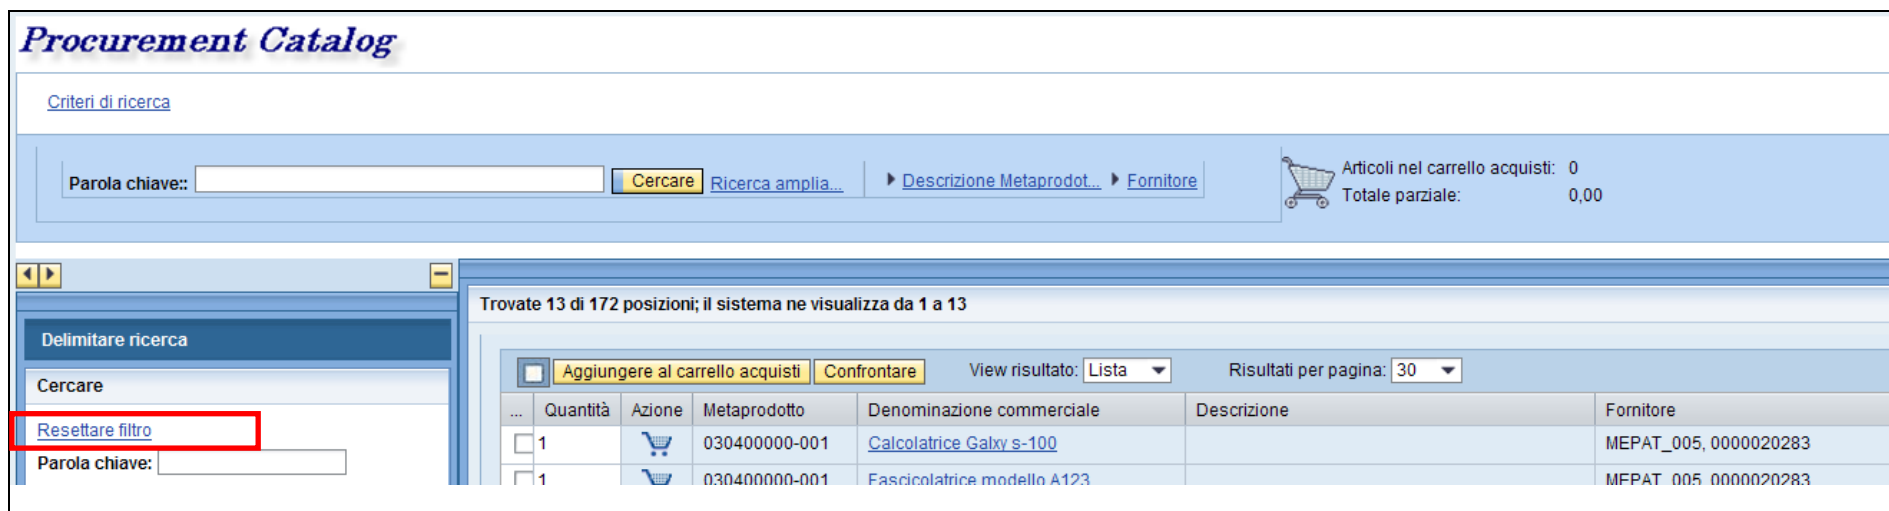 Procurement Catalog
Criteri di ricerca
Parola chiave:: Cercare Ricerca amplia... Descrizione Metaprodot... Fornitore
Articoli nel carrello acquisti: 0
Totale parziale: 0,00
Trovate 13 di 172 posizioni; il sistema ne visualizza da 1 a 13
Delimitare ricerca
Cercare
Resettare filtro
Parola chiave:
Aggiungere al carrello acquisti Confrontare View risultato: Lista Risultati per pagina: 30
... Quantità Azione Metaprodotto Denominazione commerciale Descrizione Fornitore
1 030400000-001 Calcolatrice Galxy s-100 MEPAT_005, 0000020283
1 030400000-001 Fascicolatrice modello A123 MEPAT_005, 0000020283